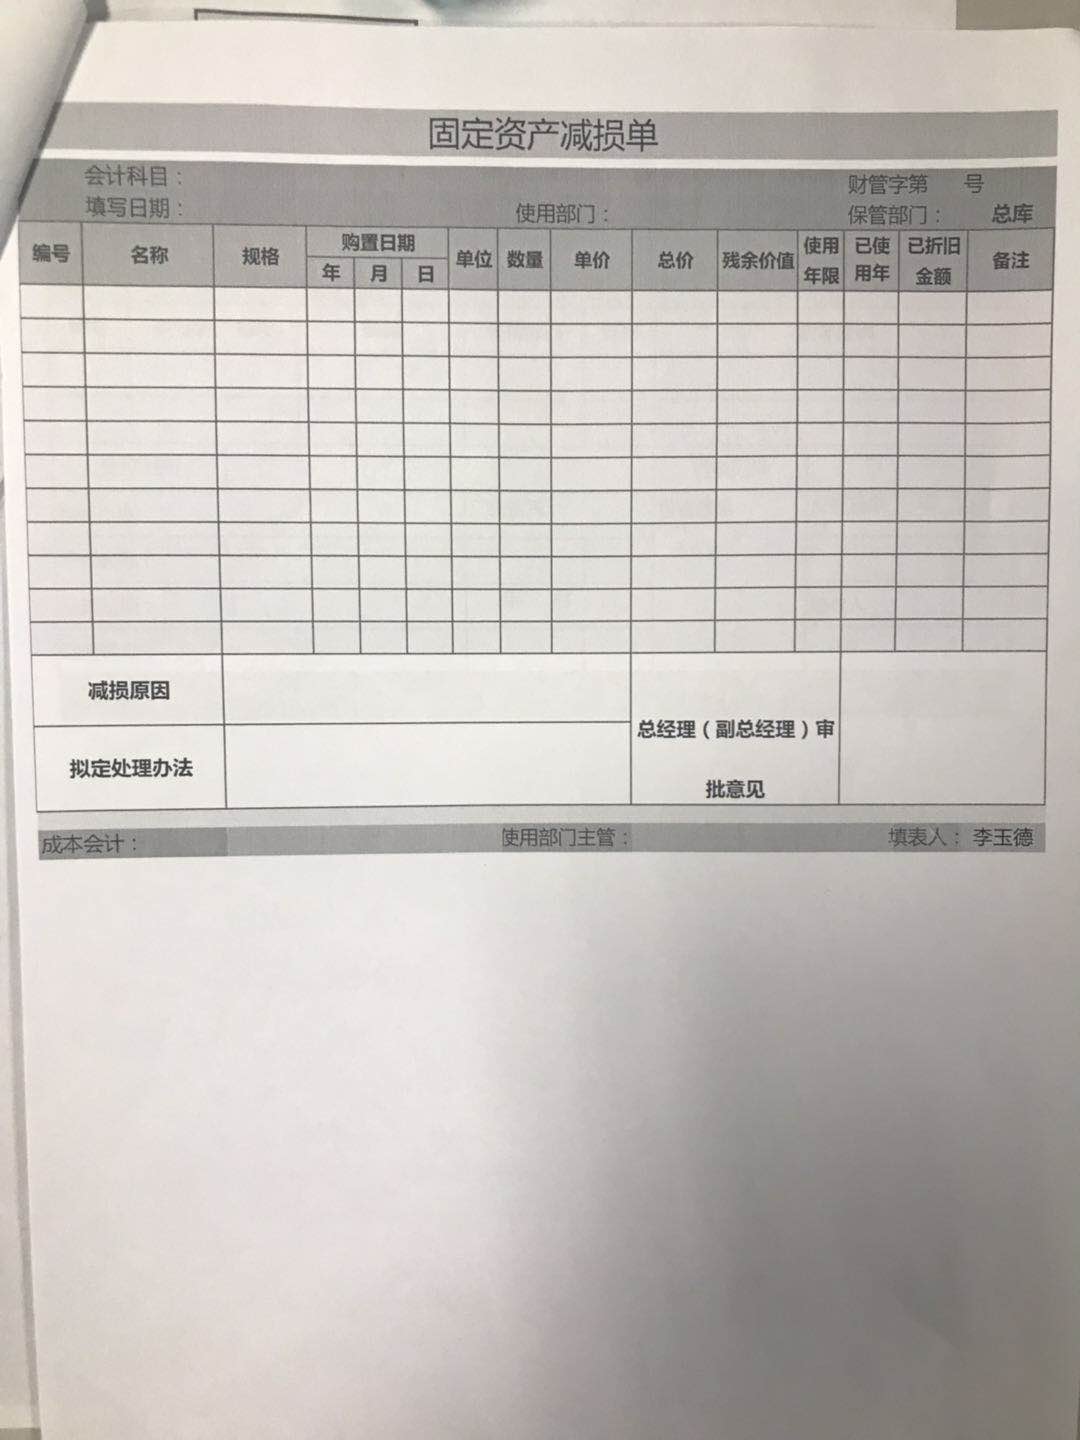 固定资产减损单
会计科目： 财管字第 号
填写日期： 使用部门： 保管部门： 总库
编号 名称 规格 购置日期 年 月 日 单位 数量 单价 总价 残余价值 使用年限 已使用年 已折旧金额 备注
减损原因
总经理（副总经理）审
拟定处理办法
批意见
成本会计： 使用部门主管： 填表人： 李玉德